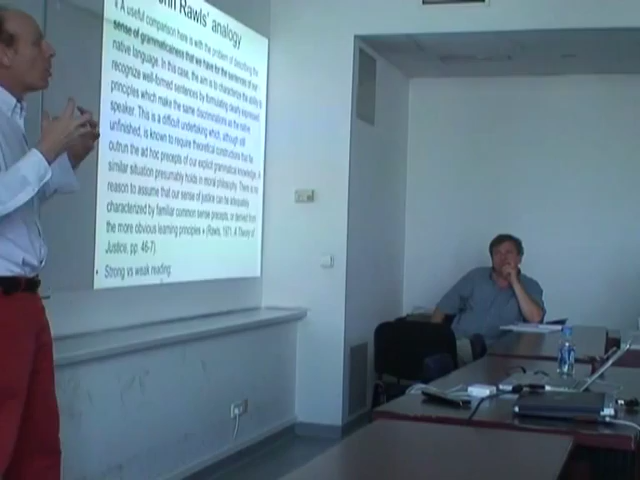 hn Rawls' analogy
« A useful comparison here is with the problem of describing the
sense of grammaticalness that we have for the sentences of our
native language. In this case, the aim is to characterize the ability to
recognize well-formed sentences by formulating clearly expressed
principles which make the same discriminations as the native
speaker. This is a difficult undertaking which, although still
unfinished, is known to require theoretical constructions that far
outrun the ad hoc precepts of our explicit grammatical knowledge. A
similar situation presumably holds in moral philosophy. There is no
reason to assume that our sense of justice can be adequately
characterized by familiar common sense precepts, or derived from
the more obvious learning principles » (Rawls, 1971, A Theory of
Justice, pp. 46-7).
• Strong vs weak reading: